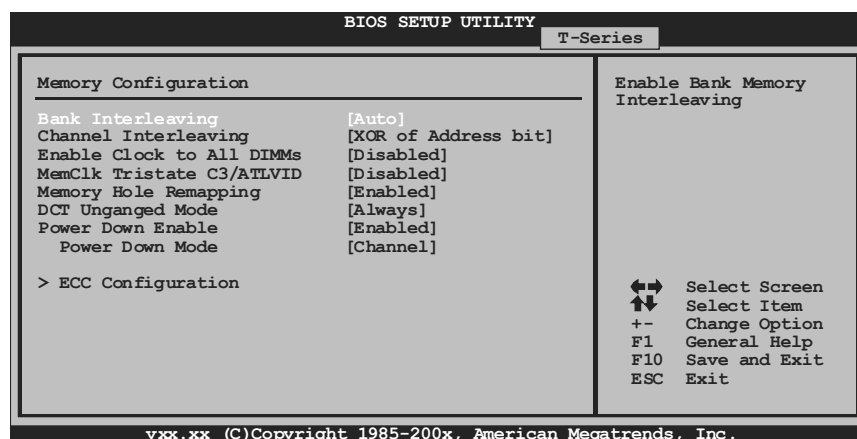 BIOS SETUP UTILITY
T-Series
Memory Configuration
Bank Interleaving [Auto]
Channel Interleaving [XOR of Address bit]
Enable Clock to All DIMMs [Disabled]
MemClk Tristate C3/ATLVID [Disabled]
Memory Hole Remapping [Enabled]
DCT Unganged Mode [Always]
Power Down Enable [Enabled]
Power Down Mode [Channel]
> ECC Configuration
Enable Bank Memory
Interleaving
Select Screen
Select Item
+- Change Option
F1 General Help
F10 Save and Exit
ESC Exit
vxx.xx (C)Copyright 1985-200x, American Megatrends, Inc.